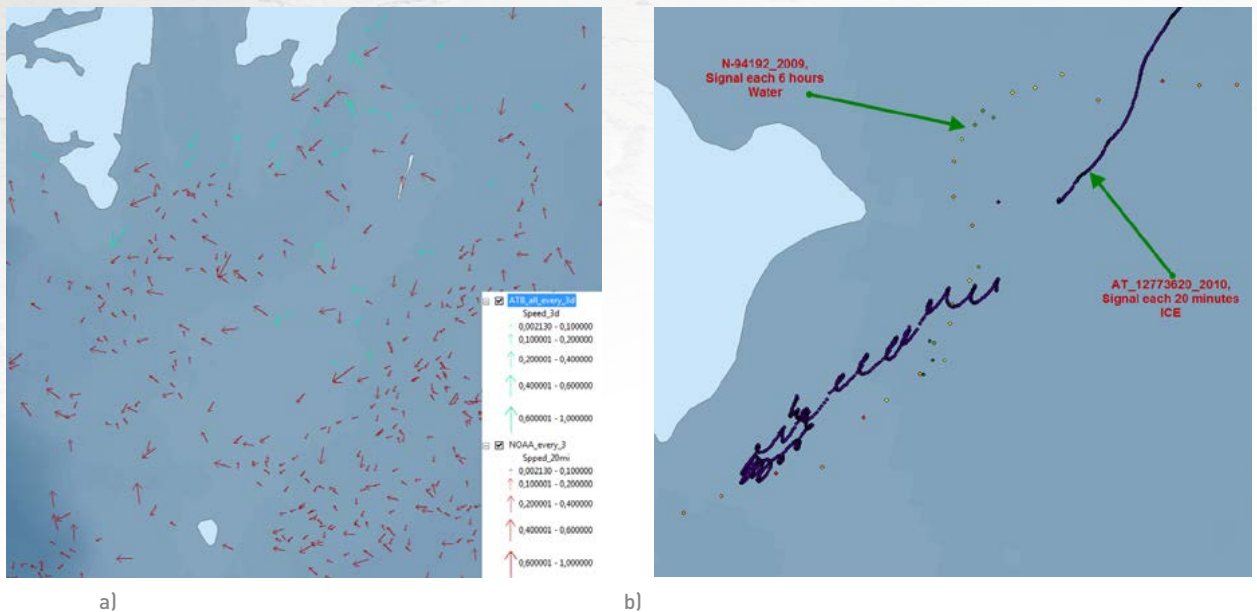 ATB_all_every_3d
Speed_3d
0,002130 - 0,100000
0,100001 - 0,200000
0,200001 - 0,400000
0,400001 - 0,600000
0,600001 - 1,000000
NOAA_every_3
Spped_20mi
0,002130 - 0,100000
0,100001 - 0,200000
0,200001 - 0,400000
0,400001 - 0,600000
0,600001 - 1,000000
a)
N-94192_2009,
Signal each 6 hours
Water
AT_12773620_2010,
Signal each 20 minutes
ICE
b)